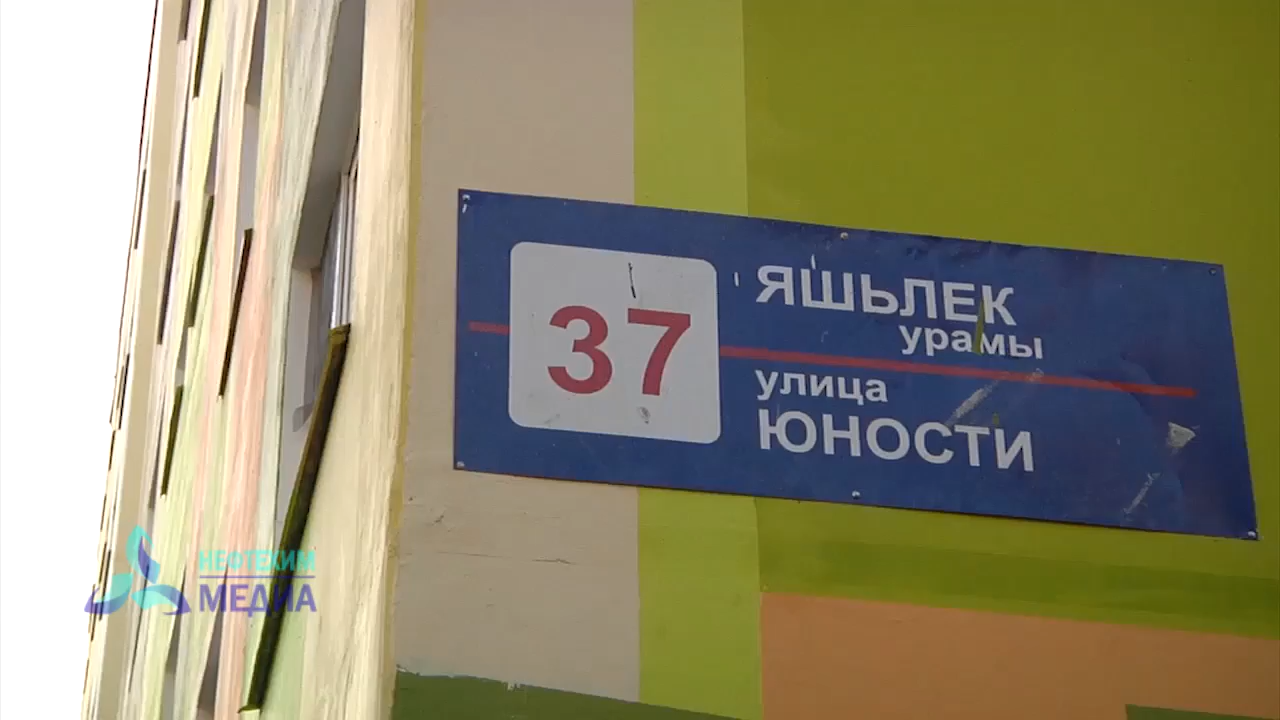 37
ЯШЬЛЕК
урамы
улица
ЮНОСТИ
НЕФТЕХИМ
МЕДИА